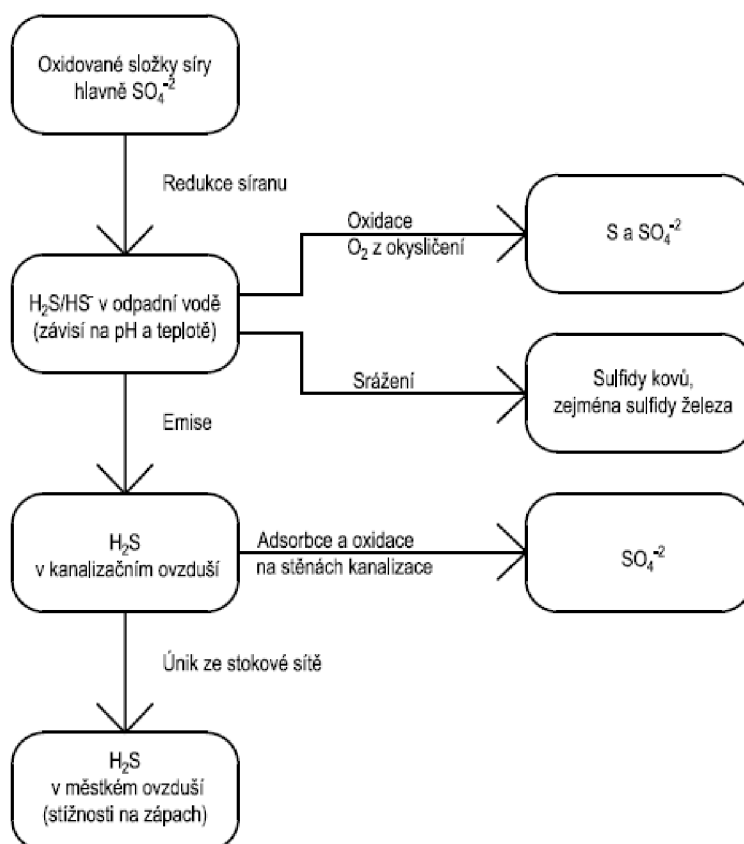 Oxidované složky síry
hlavně SO₄⁻²
Redukce síranu
Oxidace
O₂ z okysličení
S a SO₄⁻²
H₂S/HS⁻ v odpadní vodě
(závisí na pH a teplotě)
Srážení
Sulfidy kovů,
zejména sulfidy železa
Emise
H₂S
v kanalizačním ovzduší
Adsorbce a oxidace
na stěnách kanalizace
SO₄⁻²
Únik ze stokové sítě
H₂S
v městkém ovzduší
(stížnosti na zápach)